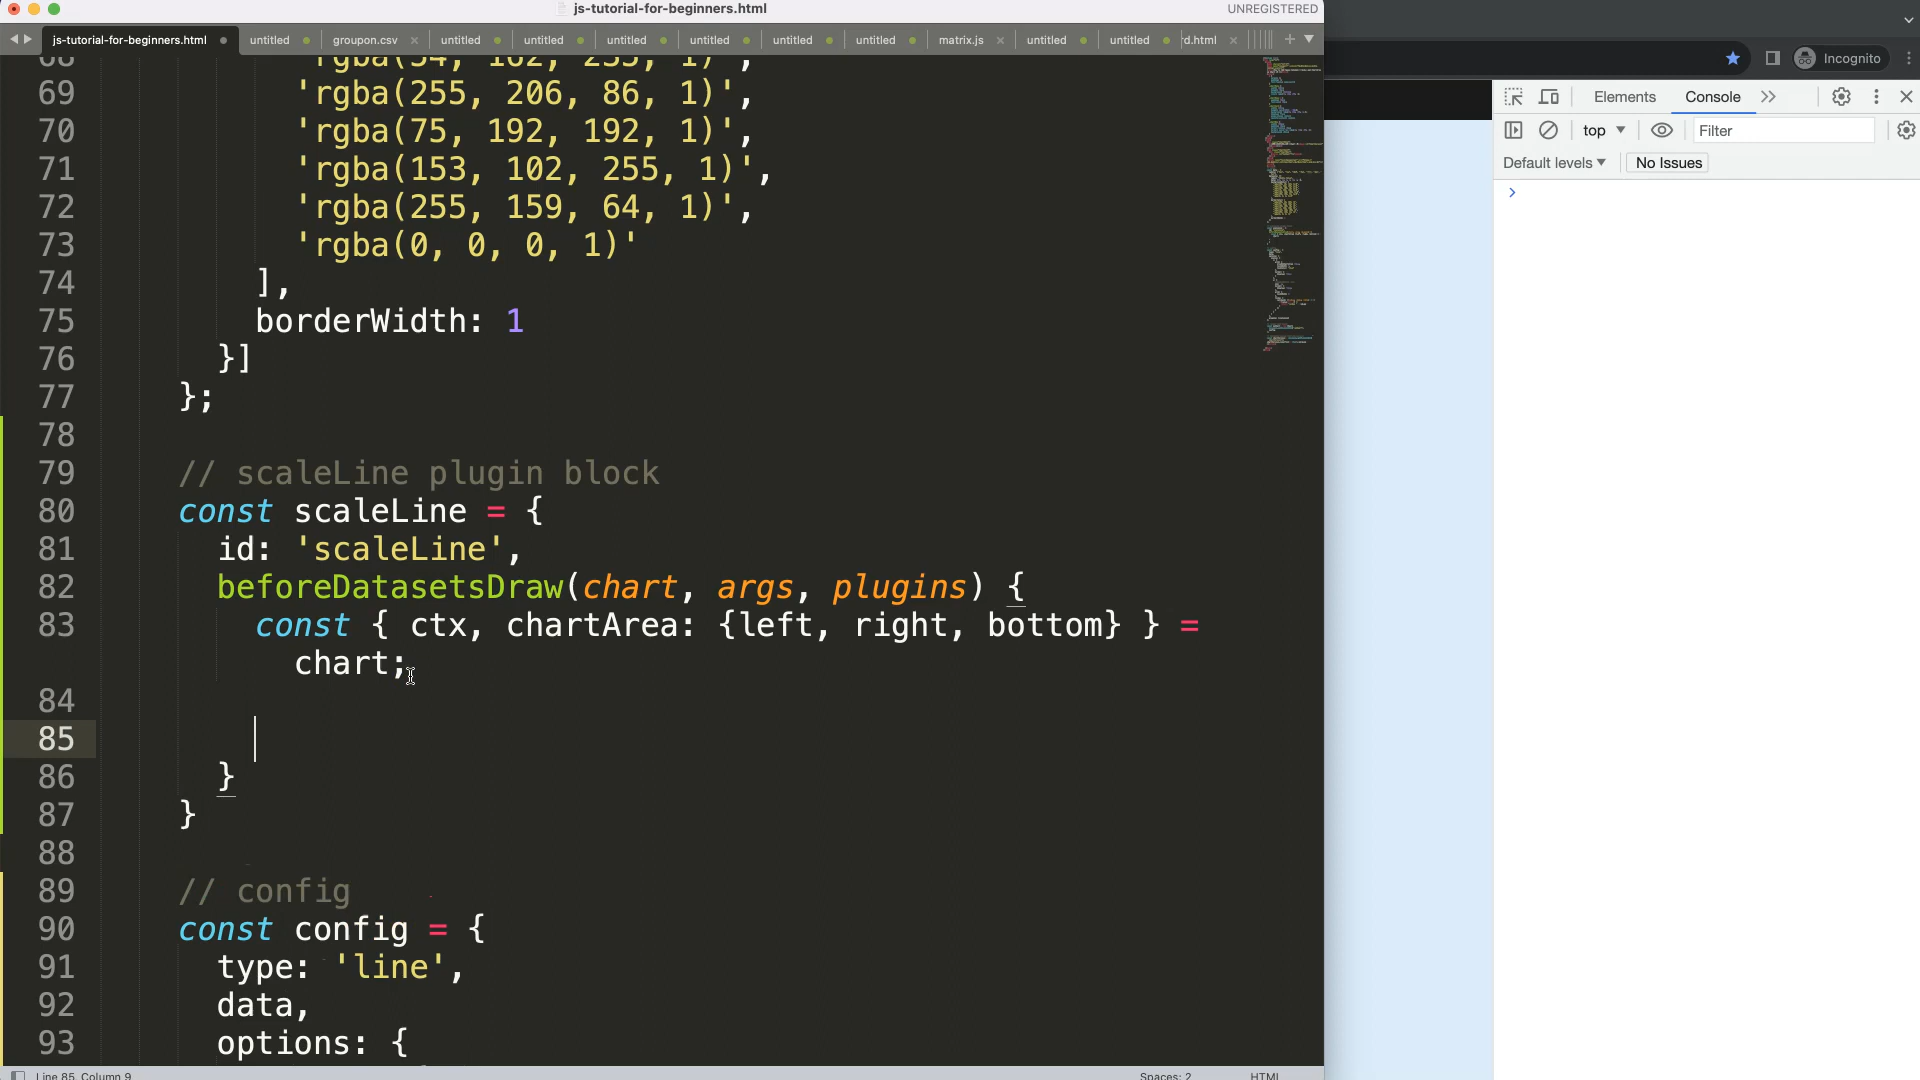 js-tutorial-for-beginners.html
UNREGISTERED
js-tutorial-for-beginners.html untitled groupon.csv untitled untitled untitled untitled untitled untitled matrix.js untitled untitled rd.html
Incognito
69 'rgba(255, 206, 86, 1)',
70 'rgba(75, 192, 192, 1)',
71 'rgba(153, 102, 255, 1)',
72 'rgba(255, 159, 64, 1)',
73 'rgba(0, 0, 0, 1)'
74 ],
75 borderWidth: 1
76 }]
77 };
78
79 // scaleLine plugin block
80 const scaleLine = {
81 id: 'scaleLine',
82 beforeDatasetsDraw(chart, args, plugins) {
83 const { ctx, chartArea: {left, right, bottom} } =
chart;
84
85
86 }
87 }
88
89 // config
90 const config = {
91 type: 'line',
92 data,
93 options: {
Line 85, Column 9
Spaces: 2
HTML
Elements Console
top Filter
Default levels No Issues